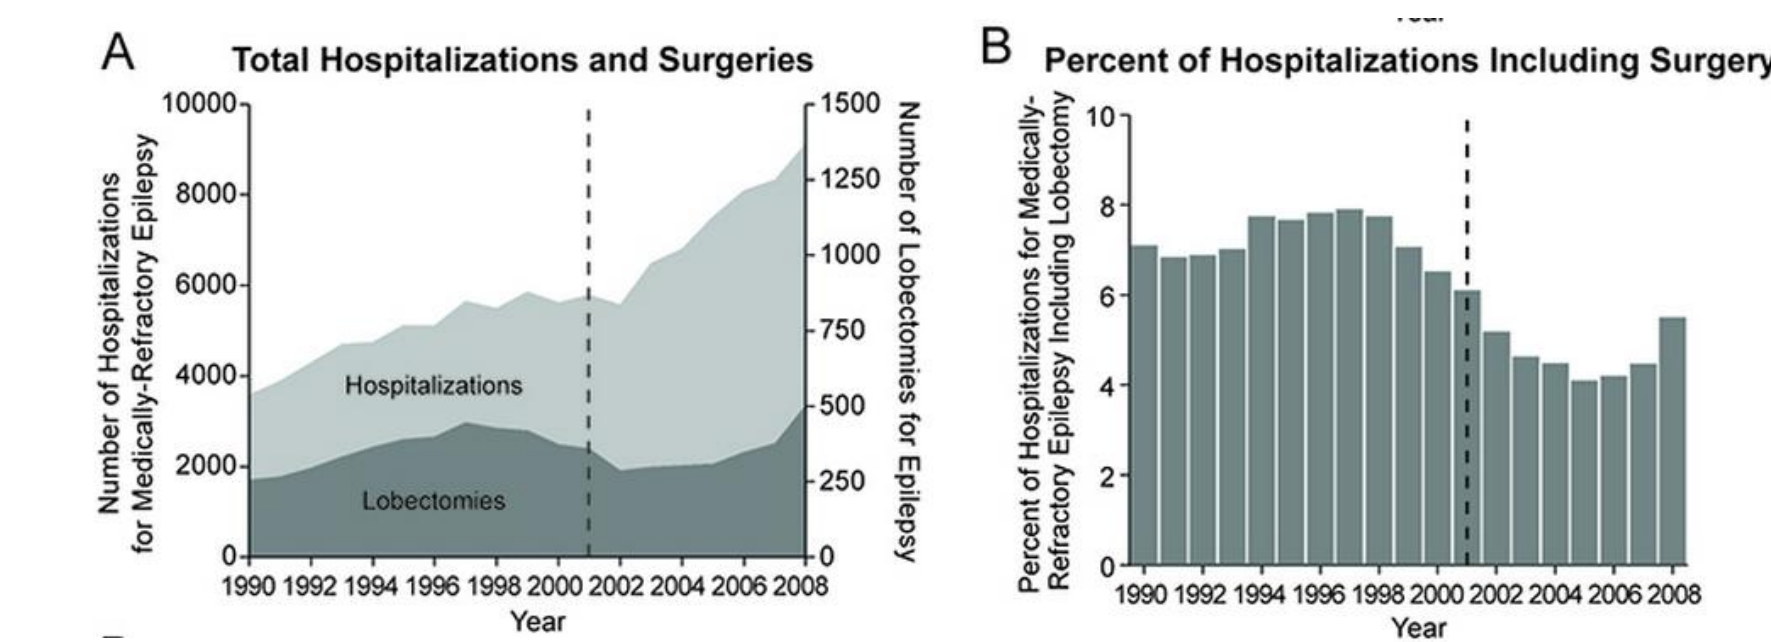 A
Total Hospitalizations and Surgeries
Number of Hospitalizations
for Medically-Refractory Epilepsy
10000
8000
6000
4000
2000
0
Hospitalizations
Lobectomies
1500
1250
1000
750
500
250
0
Number of Lobectomies for Epilepsy
1990 1992 1994 1996 1998 2000 2002 2004 2006 2008
Year
B
Percent of Hospitalizations Including Surgery
Percent of Hospitalizations for Medically-
Refractory Epilepsy Including Lobectomy
10
8
6
4
2
0
1990 1992 1994 1996 1998 2000 2002 2004 2006 2008
Year